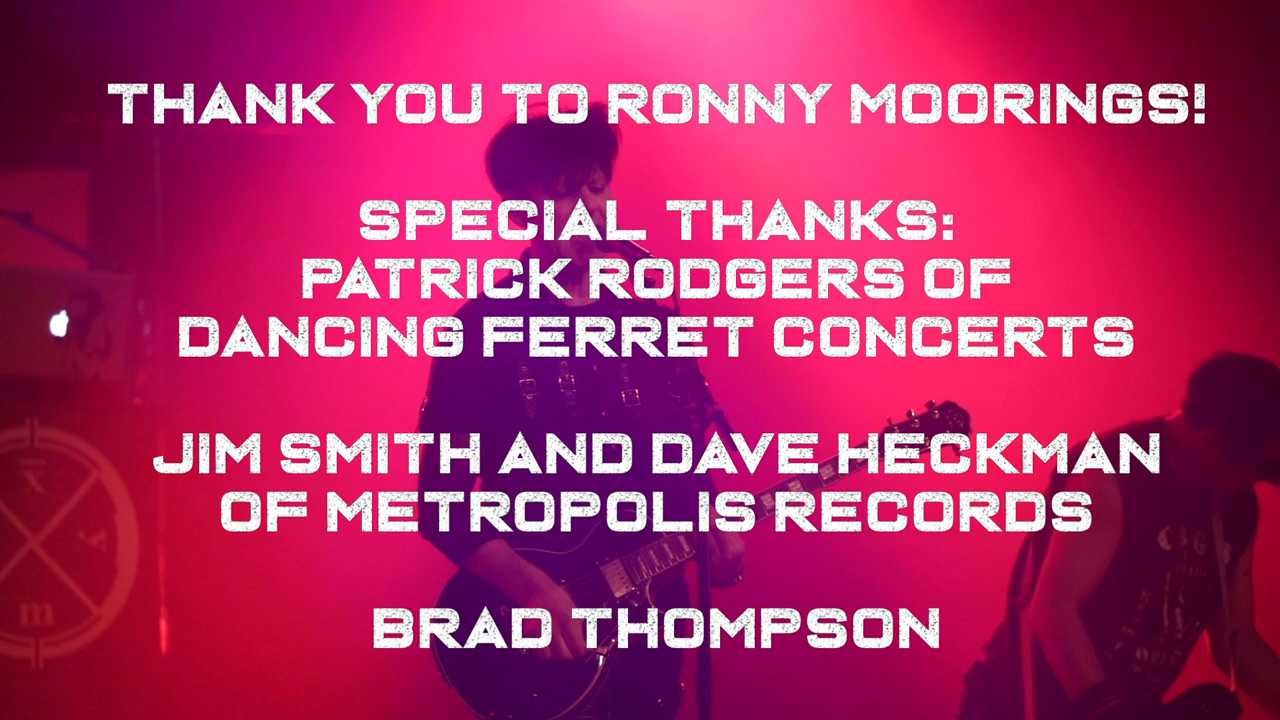 THANK YOU TO RONNY MOORINGS!
SPECIAL THANKS:
PATRICK RODGERS OF
DANCING FERRET CONCERTS
JIM SMITH AND DAVE HECKMAN
OF METROPOLIS RECORDS
BRAD THOMPSON
x
y
m